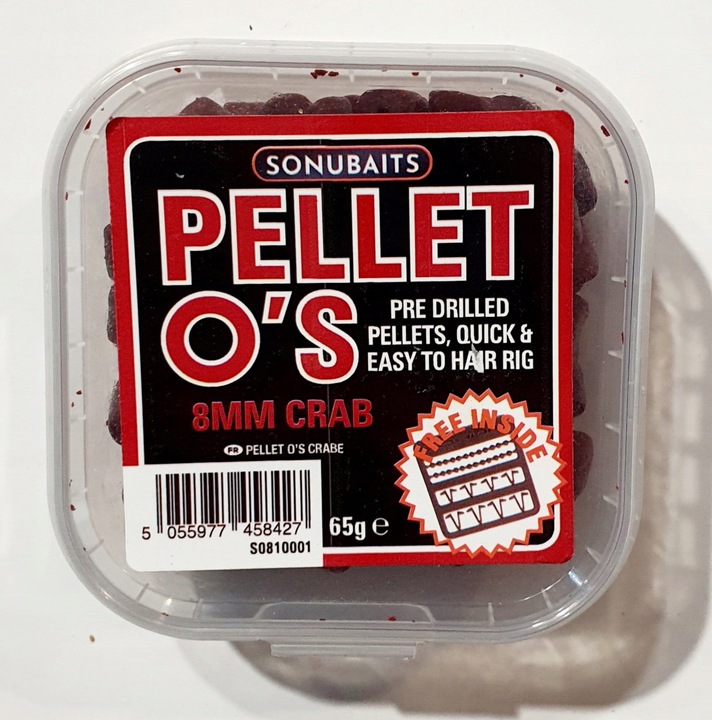 SONUBAITS
PELLET
O'S
PRE DRILLED
PELLETS, QUICK &
EASY TO HAIR RIG
8MM CRAB
FR PELLET O'S CRABE
FREE INSIDE
5 055977 458427
S0810001
65g e